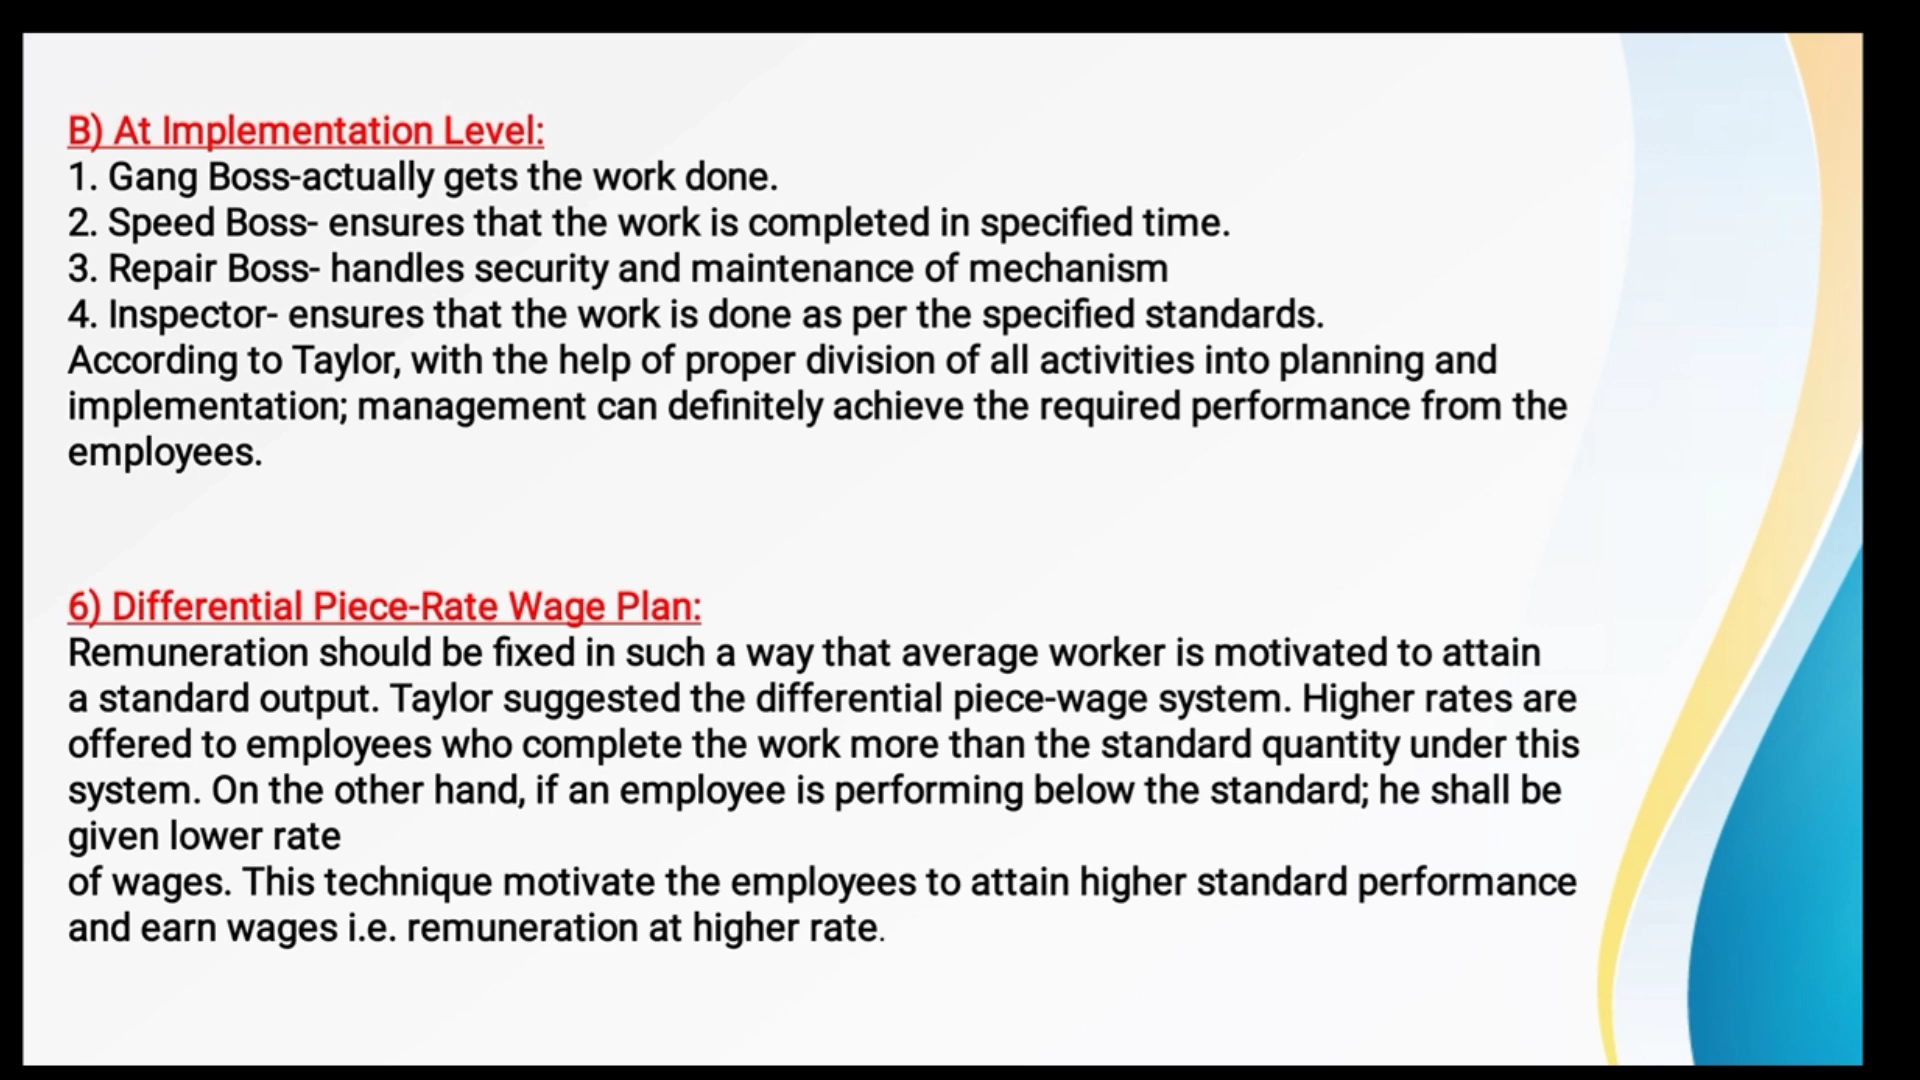 B) At Implementation Level:
1. Gang Boss-actually gets the work done.
2. Speed Boss- ensures that the work is completed in specified time.
3. Repair Boss- handles security and maintenance of mechanism
4. Inspector- ensures that the work is done as per the specified standards.
According to Taylor, with the help of proper division of all activities into planning and
implementation; management can definitely achieve the required performance from the
employees.
6) Differential Piece-Rate Wage Plan:
Remuneration should be fixed in such a way that average worker is motivated to attain
a standard output. Taylor suggested the differential piece-wage system. Higher rates are
offered to employees who complete the work more than the standard quantity under this
system. On the other hand, if an employee is performing below the standard; he shall be
given lower rate
of wages. This technique motivate the employees to attain higher standard performance
and earn wages i.e. remuneration at higher rate.